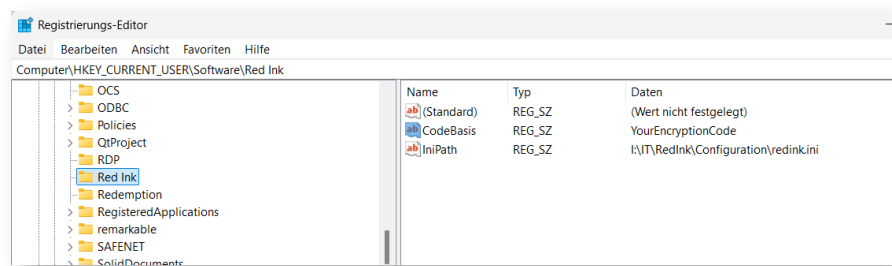 Registrierungs-Editor
Datei Bearbeiten Ansicht Favoriten Hilfe
Computer\HKEY_CURRENT_USER\Software\Red Ink
OCS
ODBC
Policies
QtProject
RDP
Red Ink
Redemption
RegisteredApplications
remarkable
SAFENET
SolidDocuments
Name Typ Daten
(Standard) REG_SZ (Wert nicht festgelegt)
CodeBasis REG_SZ YourEncryptionCode
IniPath REG_SZ I:\IT\RedInk\Configuration\redink.ini